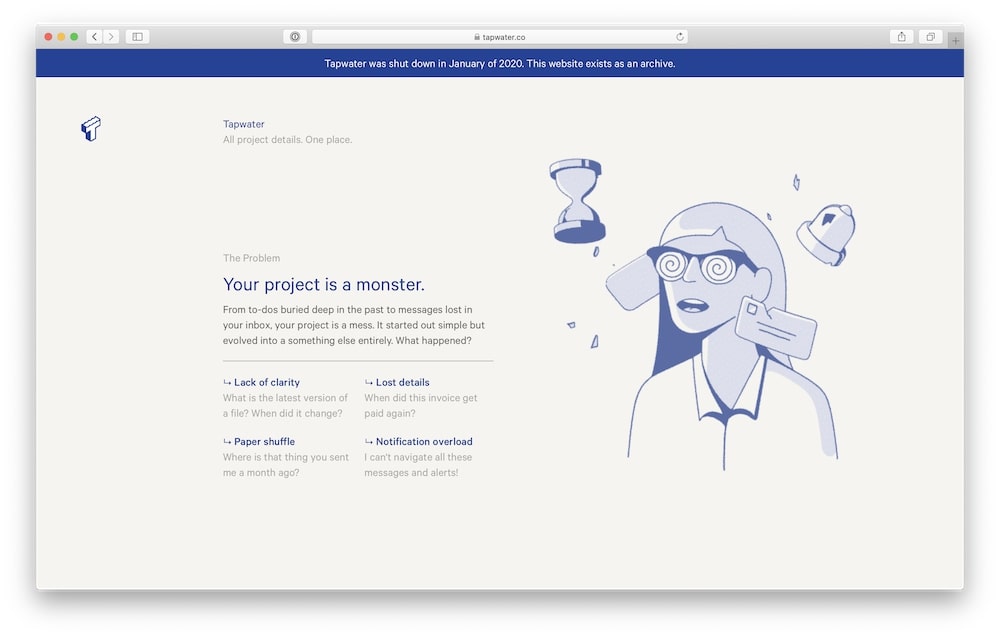 tapwater.co
Tapwater was shut down in January of 2020. This website exists as an archive.
Tapwater
All project details. One place.
The Problem
Your project is a monster.
From to-dos buried deep in the past to messages lost in
your inbox, your project is a mess. It started out simple but
evolved into a something else entirely. What happened?
↳ Lack of clarity
What is the latest version of
a file? When did it change?
↳ Lost details
When did this invoice get
paid again?
↳ Paper shuffle
Where is that thing you sent
me a month ago?
↳ Notification overload
I can't navigate all these
messages and alerts!